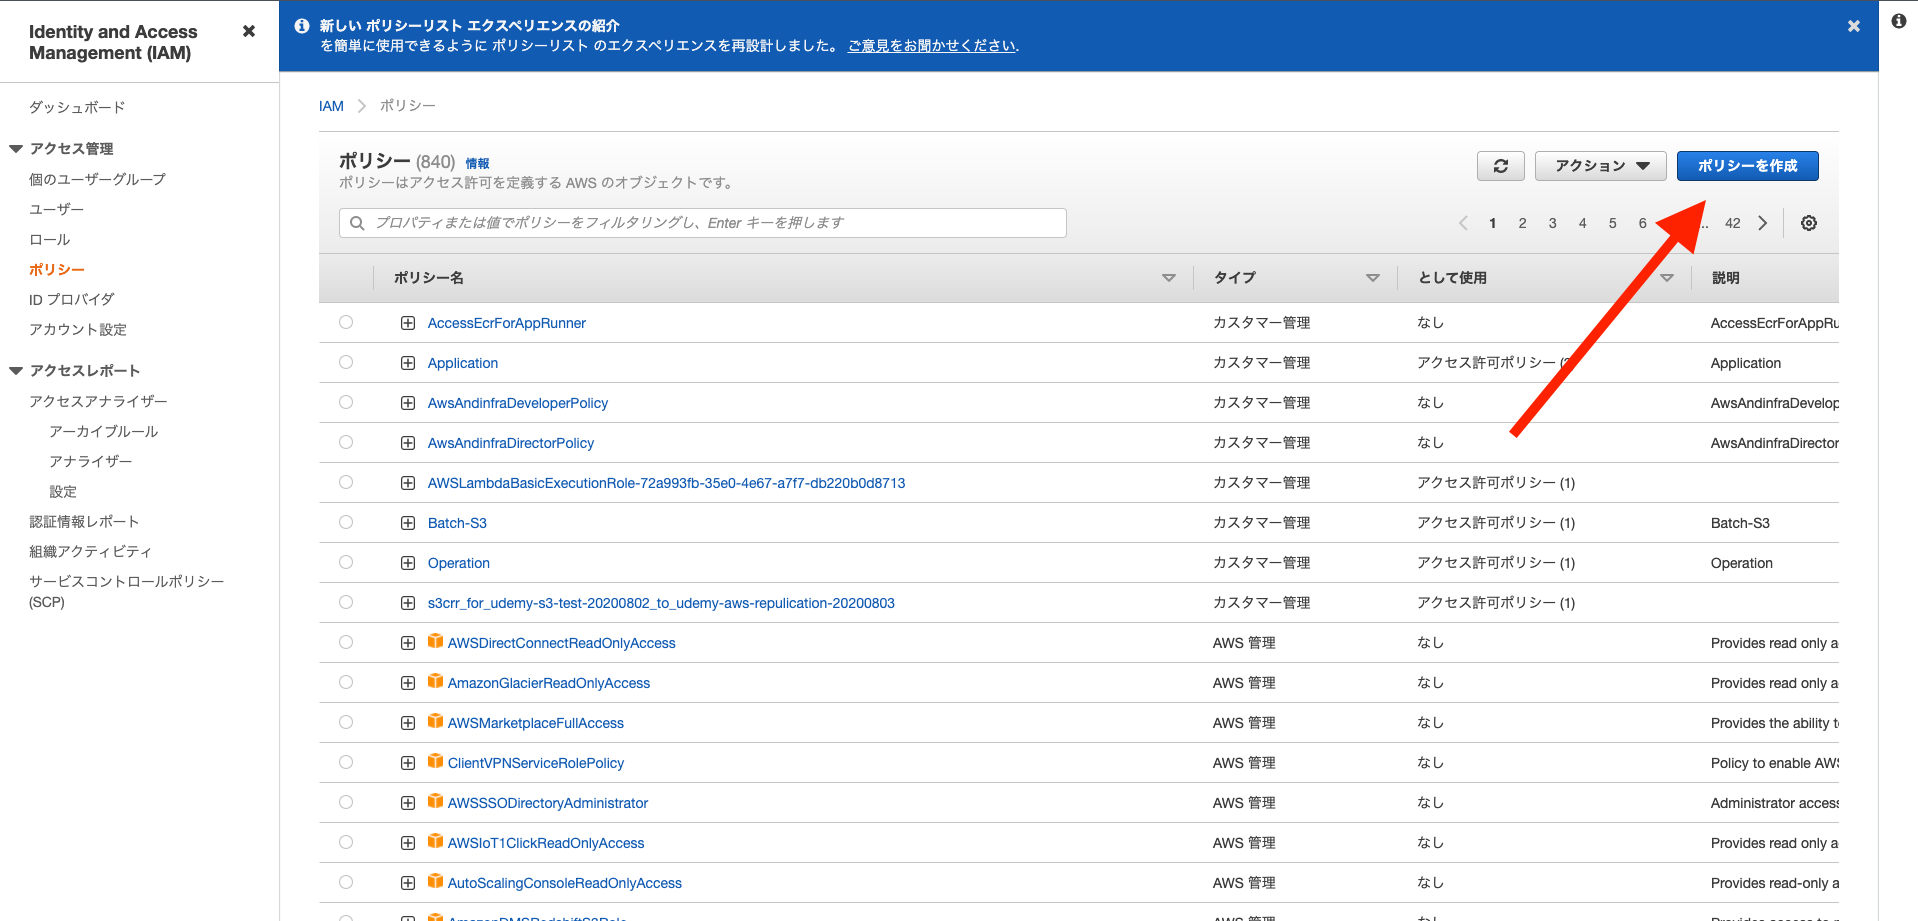 Identity and Access
Management (IAM)
ダッシュボード
アクセス管理
個のユーザーグループ
ユーザー
ロール
ポリシー
ID プロバイダ
アカウント設定
アクセスレポート
アクセスアナライザー
アーカイブルール
アナライザー
設定
認証情報レポート
組織アクティビティ
サービスコントロールポリシー
(SCP)
新しい ポリシーリスト エクスペリエンスの紹介
を簡単に使用できるように ポリシーリスト のエクスペリエンスを再設計しました。 ご意見をお聞かせください.
IAM ポリシー
ポリシー (840) 情報
ポリシーはアクセス許可を定義する AWS のオブジェクトです。
アクション ポリシーを作成
プロパティまたは値でポリシーをフィルタリングし、Enter キーを押します
1 2 3 4 5 6 42
ポリシー名 タイプ として使用 説明
AccessEcrForAppRunner カスタマー管理 なし AccessEcrForAppRu
Application カスタマー管理 アクセス許可ポリシー Application
AwsAndinfraDeveloperPolicy カスタマー管理 なし AwsAndinfraDevelop
AwsAndinfraDirectorPolicy カスタマー管理 なし AwsAndinfraDirector
AWSLambdaBasicExecutionRole-72a993fb-35e0-4e67-a7f7-db220b0d8713 カスタマー管理 アクセス許可ポリシー (1)
Batch-S3 カスタマー管理 アクセス許可ポリシー (1) Batch-S3
Operation カスタマー管理 アクセス許可ポリシー (1) Operation
s3crr_for_udemy-s3-test-20200802_to_udemy-aws-repulication-20200803 カスタマー管理 アクセス許可ポリシー (1)
AWSDirectConnectReadOnlyAccess AWS 管理 なし Provides read only a
AmazonGlacierReadOnlyAccess AWS 管理 なし Provides read only a
AWSMarketplaceFullAccess AWS 管理 なし Provides the ability t
ClientVPNServiceRolePolicy AWS 管理 なし Policy to enable AWS
AWSSSODirectoryAdministrator AWS 管理 なし Administrator access
AWSIoT1ClickReadOnlyAccess AWS 管理 なし Provides read only a
AutoScalingConsoleReadOnlyAccess AWS 管理 なし Provides read-only a